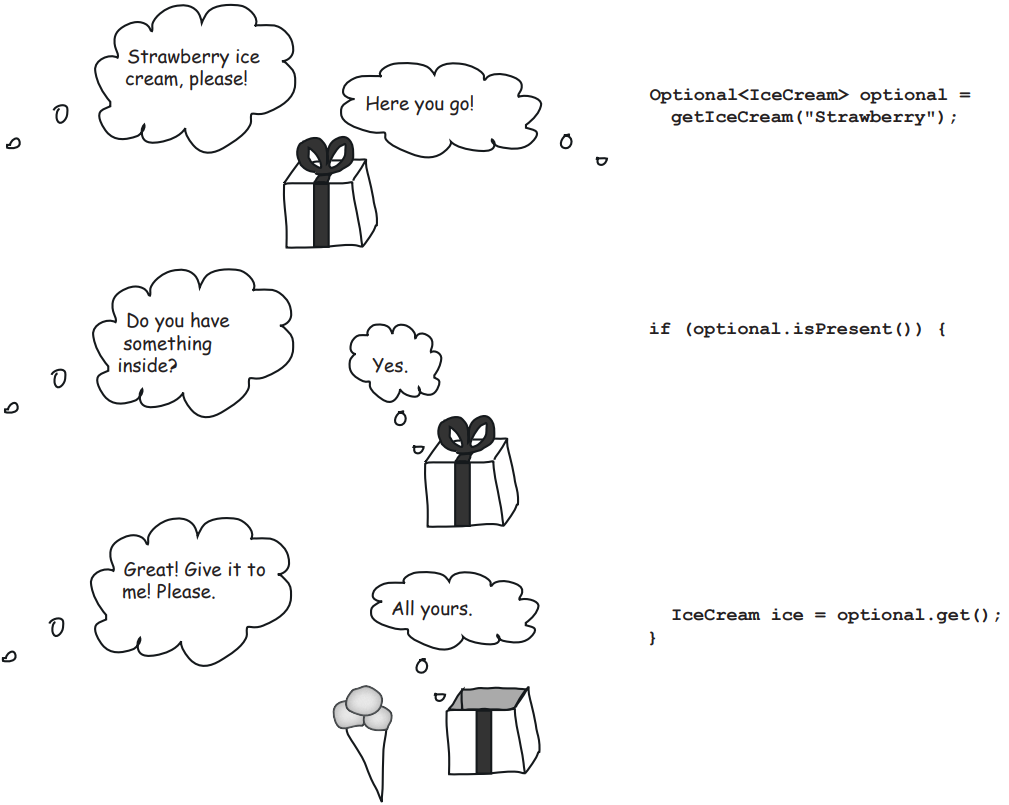 Strawberry ice
cream, please!
Here you go!
Optional<IceCream> optional =
getIceCream("Strawberry");
Do you have
something
inside?
Yes.
if (optional.isPresent()) {
Great! Give it to
me! Please.
All yours.
IceCream ice = optional.get();
}